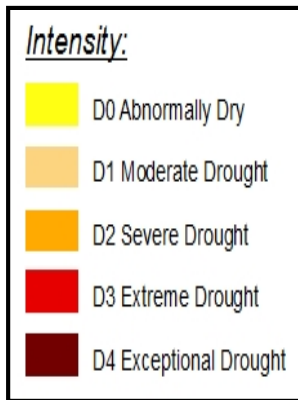 Intensity:
D0 Abnormally Dry
D1 Moderate Drought
D2 Severe Drought
D3 Extreme Drought
D4 Exceptional Drought